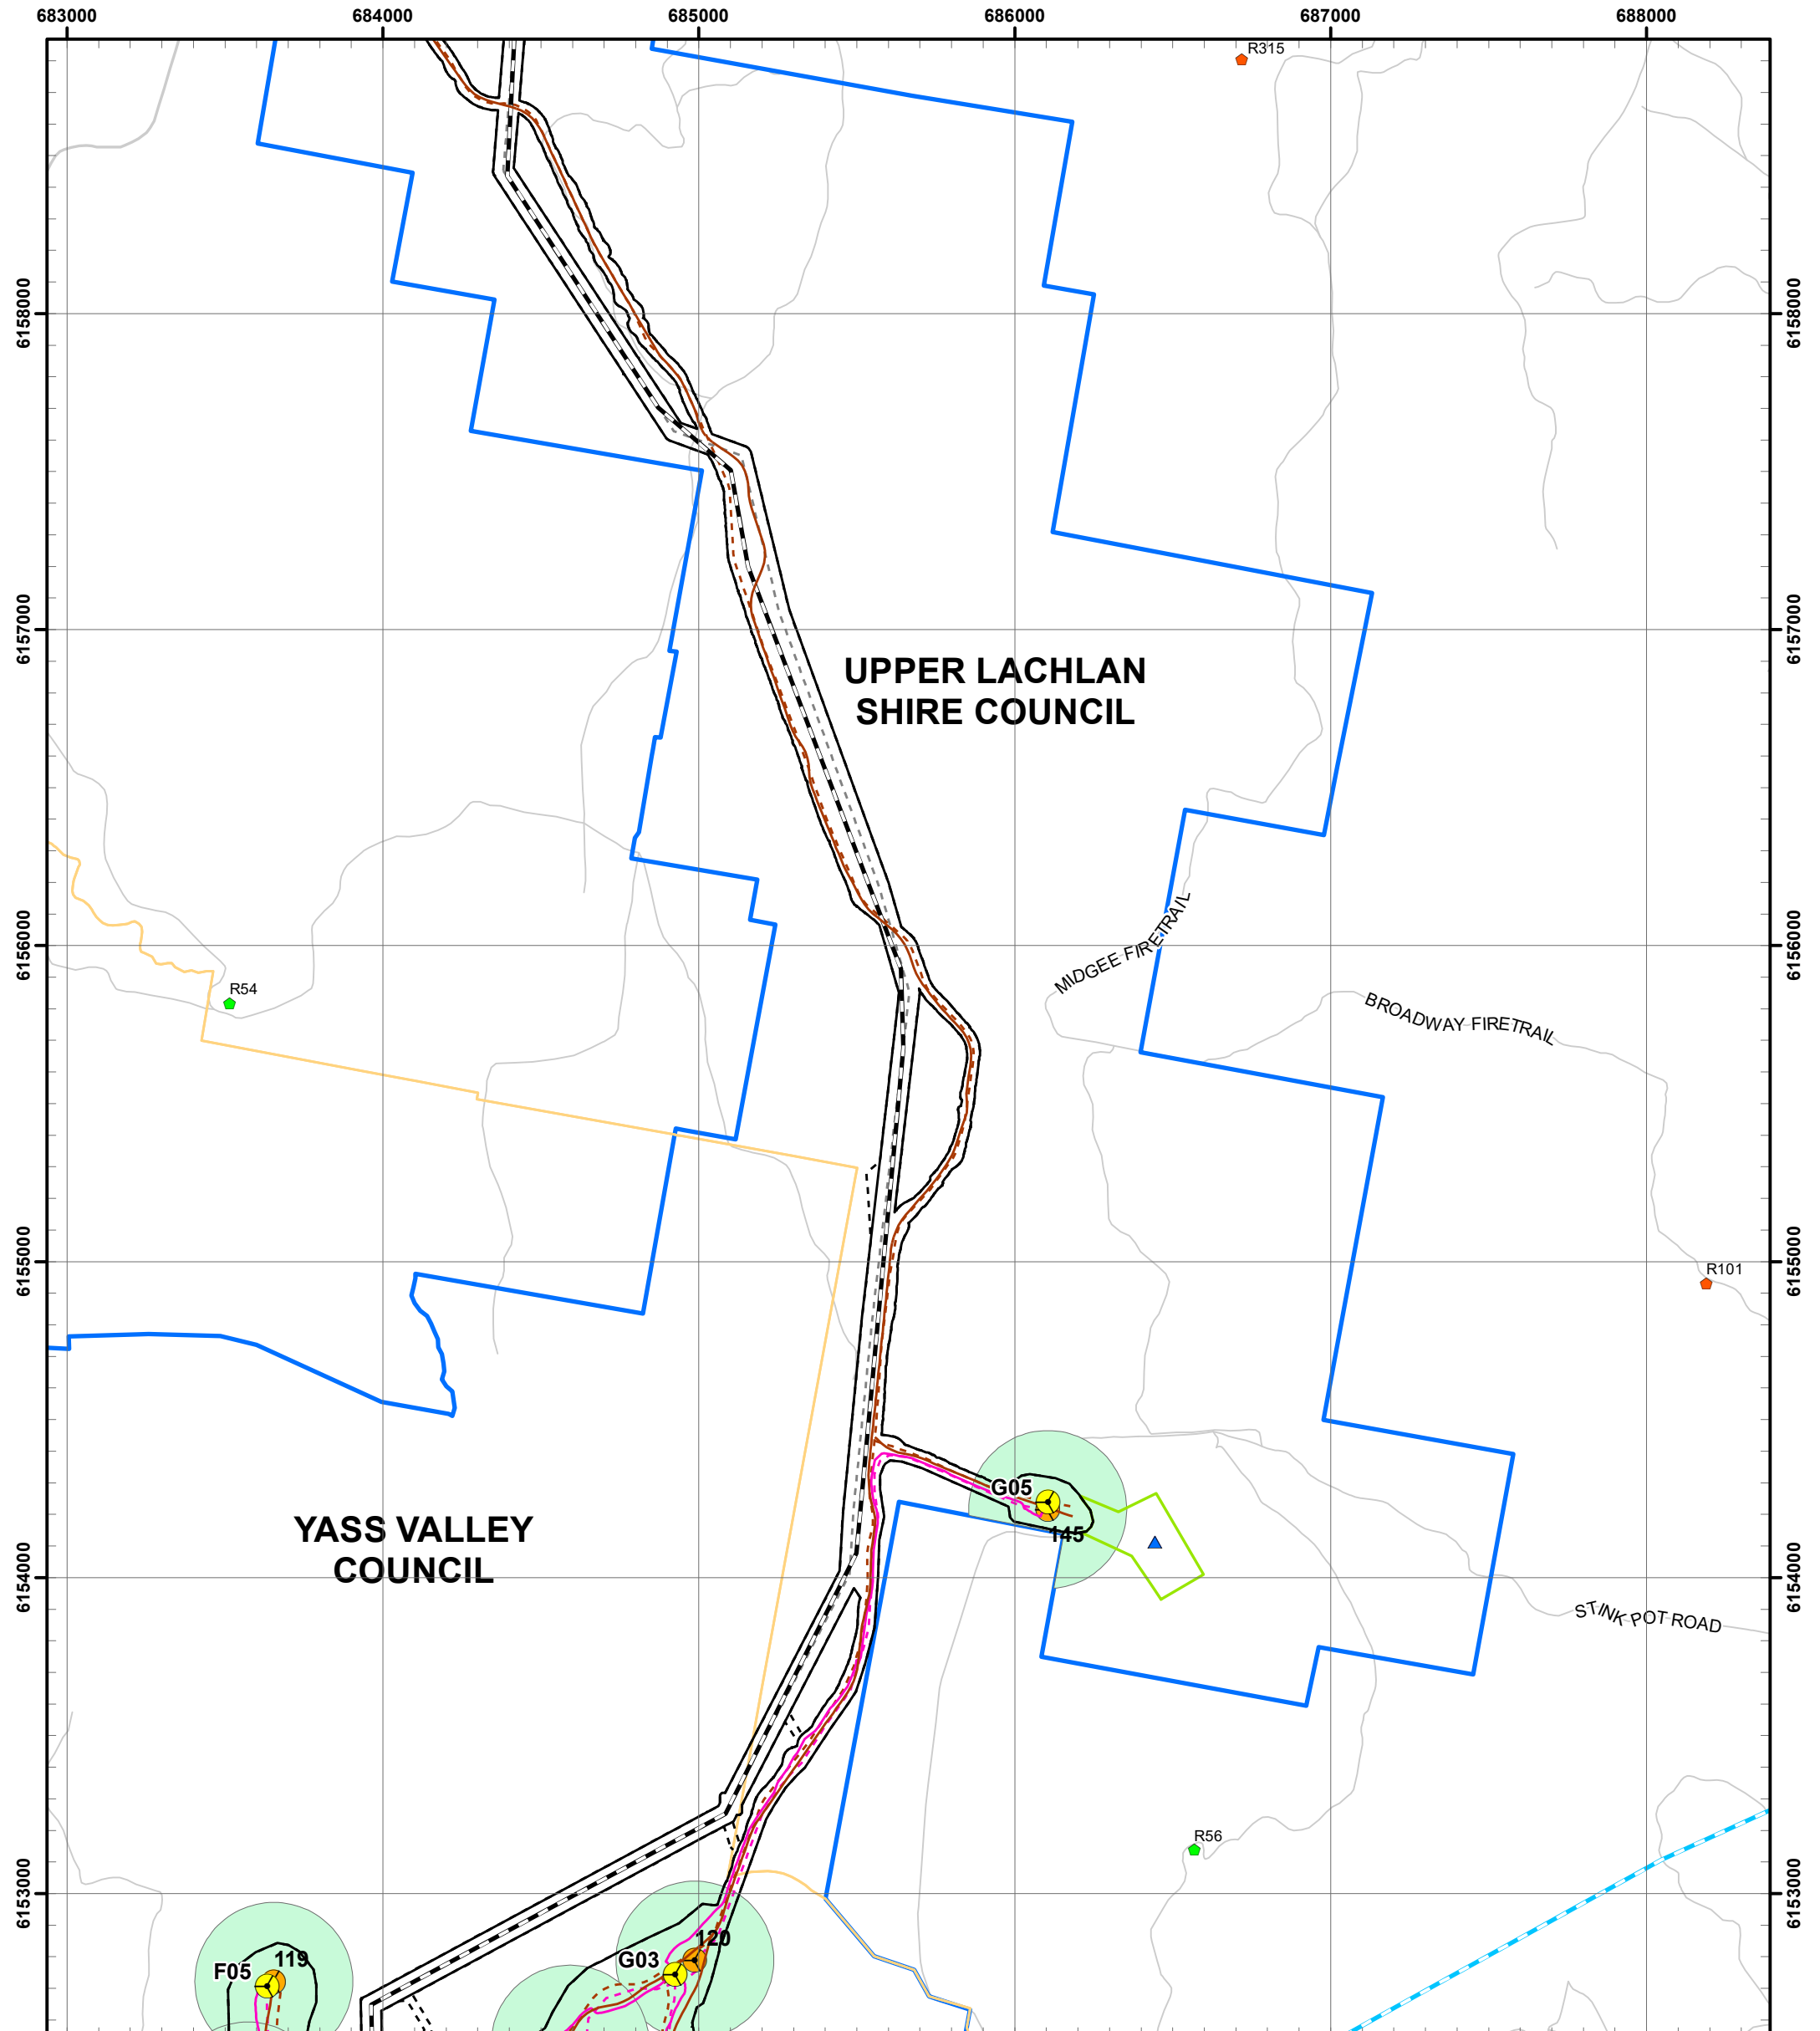 683000
684000
685000
686000
687000
688000
R315
6158000
6158000
6157000
6157000
UPPER LACHLAN
SHIRE COUNCIL
MIDGEE FIRETRAIL
6156000
6156000
R54
BROADWAY FIRETRAIL
6155000
6155000
R101
G05
145
YASS VALLEY
COUNCIL
6154000
6154000
STINK POT ROAD
R56
6153000
6153000
120
G03
119
F05